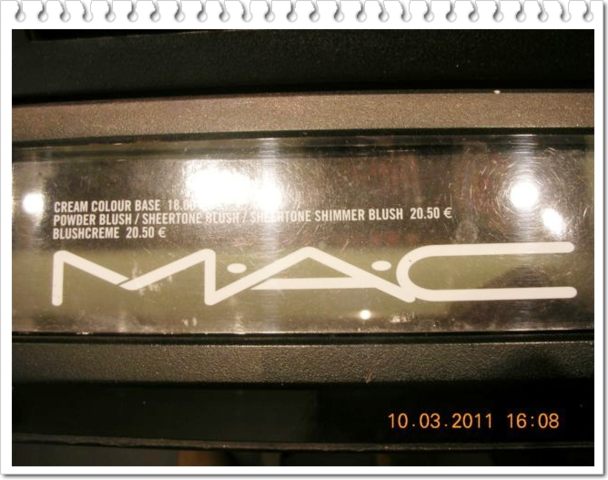 CREAM COLOUR BASE 18.00
POWDER BLUSH / SHEERTONE BLUSH / SHEERTONE SHIMMER BLUSH 20.50 €
BLUSHCREME 20.50 €
M·A·C
10.03.2011 16:08